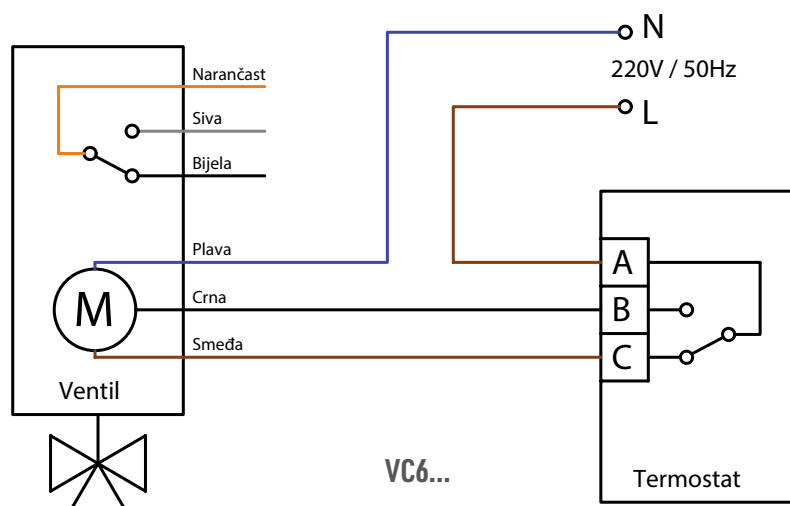 N
220V / 50Hz
L
Narančast
Siva
Bijela
Plava
Crna
Smeđa
M
Ventil
A
B
C
Termostat
VC6...